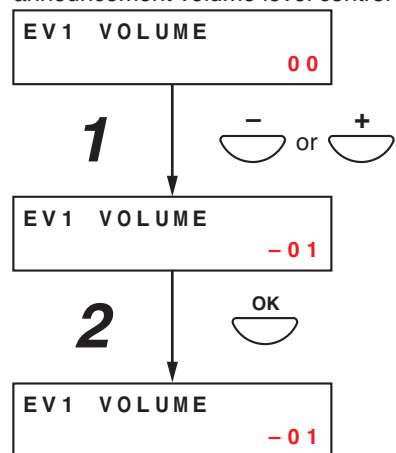 announcement volume level control
EV1 VOLUME
00
1
– or +
EV1 VOLUME
–01
2
OK
EV1 VOLUME
–01